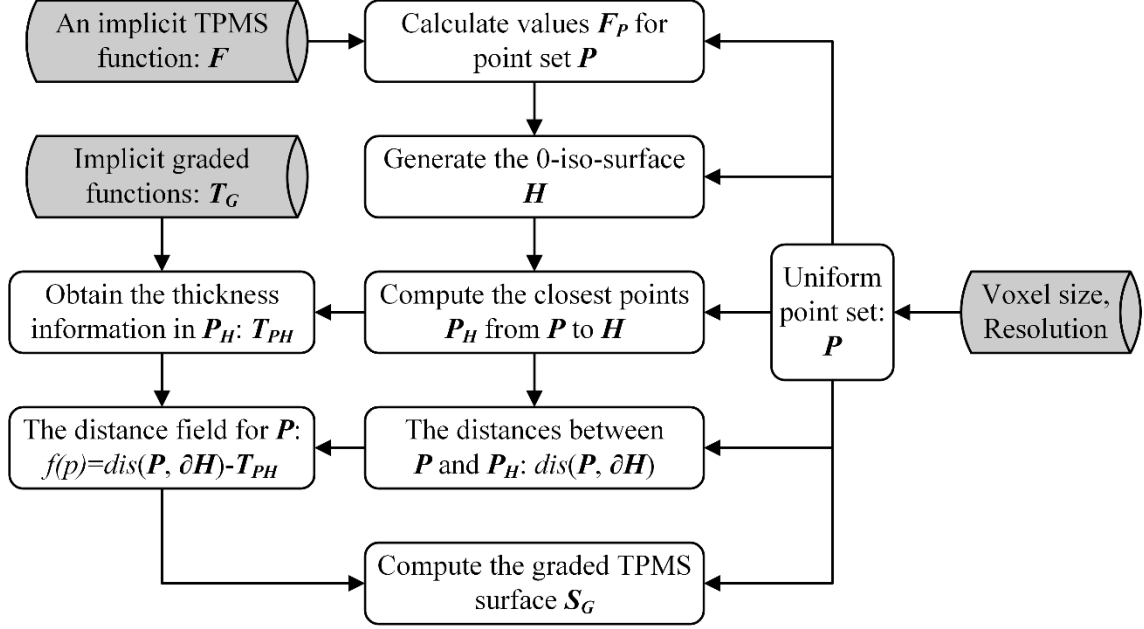 An implicit TPMS
function: F
Calculate values F_P for
point set P
Implicit graded
functions: T_G
Generate the 0-iso-surface
H
Obtain the thickness
information in P_H: T_PH
Compute the closest points
P_H from P to H
Uniform
point set:
P
Voxel size,
Resolution
The distance field for P:
f(p)=dis(P, ∂H)-T_PH
The distances between
P and P_H: dis(P, ∂H)
Compute the graded TPMS
surface S_G